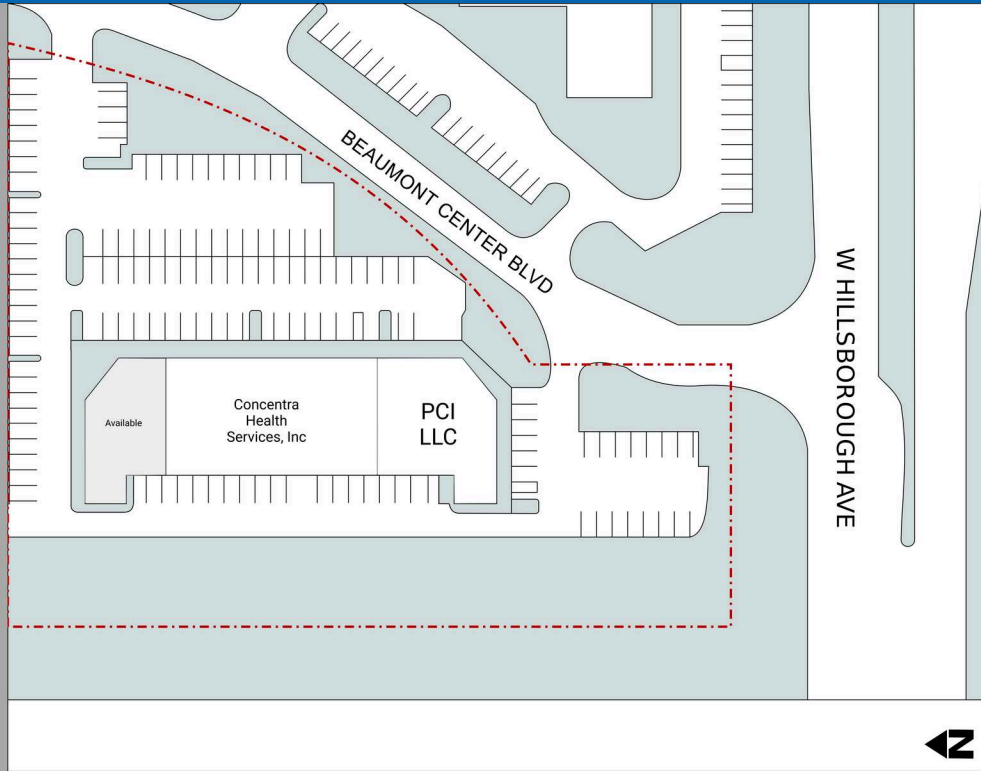 BEAUMONT CENTER BLVD
W HILLSBOROUGH AVE
Available
Concentra
Health
Services, Inc
PCI
LLC
N